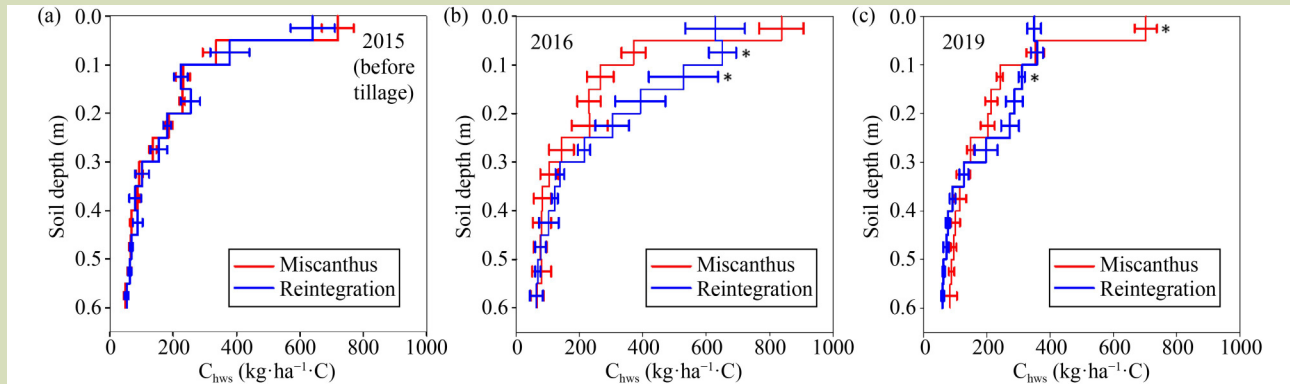 (a)
2015
(before
tillage)
Soil depth (m)
0.0
0.1
0.2
0.3
0.4
0.5
0.6
Miscanthus
Reintegration
0 200 400 600 800 1000
C_hws (kg·ha⁻¹·C)
(b)
2016
*
*
Soil depth (m)
0.0
0.1
0.2
0.3
0.4
0.5
0.6
Miscanthus
Reintegration
0 200 400 600 800 1000
C_hws (kg·ha⁻¹·C)
(c)
2019
*
*
Soil depth (m)
0.0
0.1
0.2
0.3
0.4
0.5
0.6
Miscanthus
Reintegration
0 200 400 600 800 1000
C_hws (kg·ha⁻¹·C)